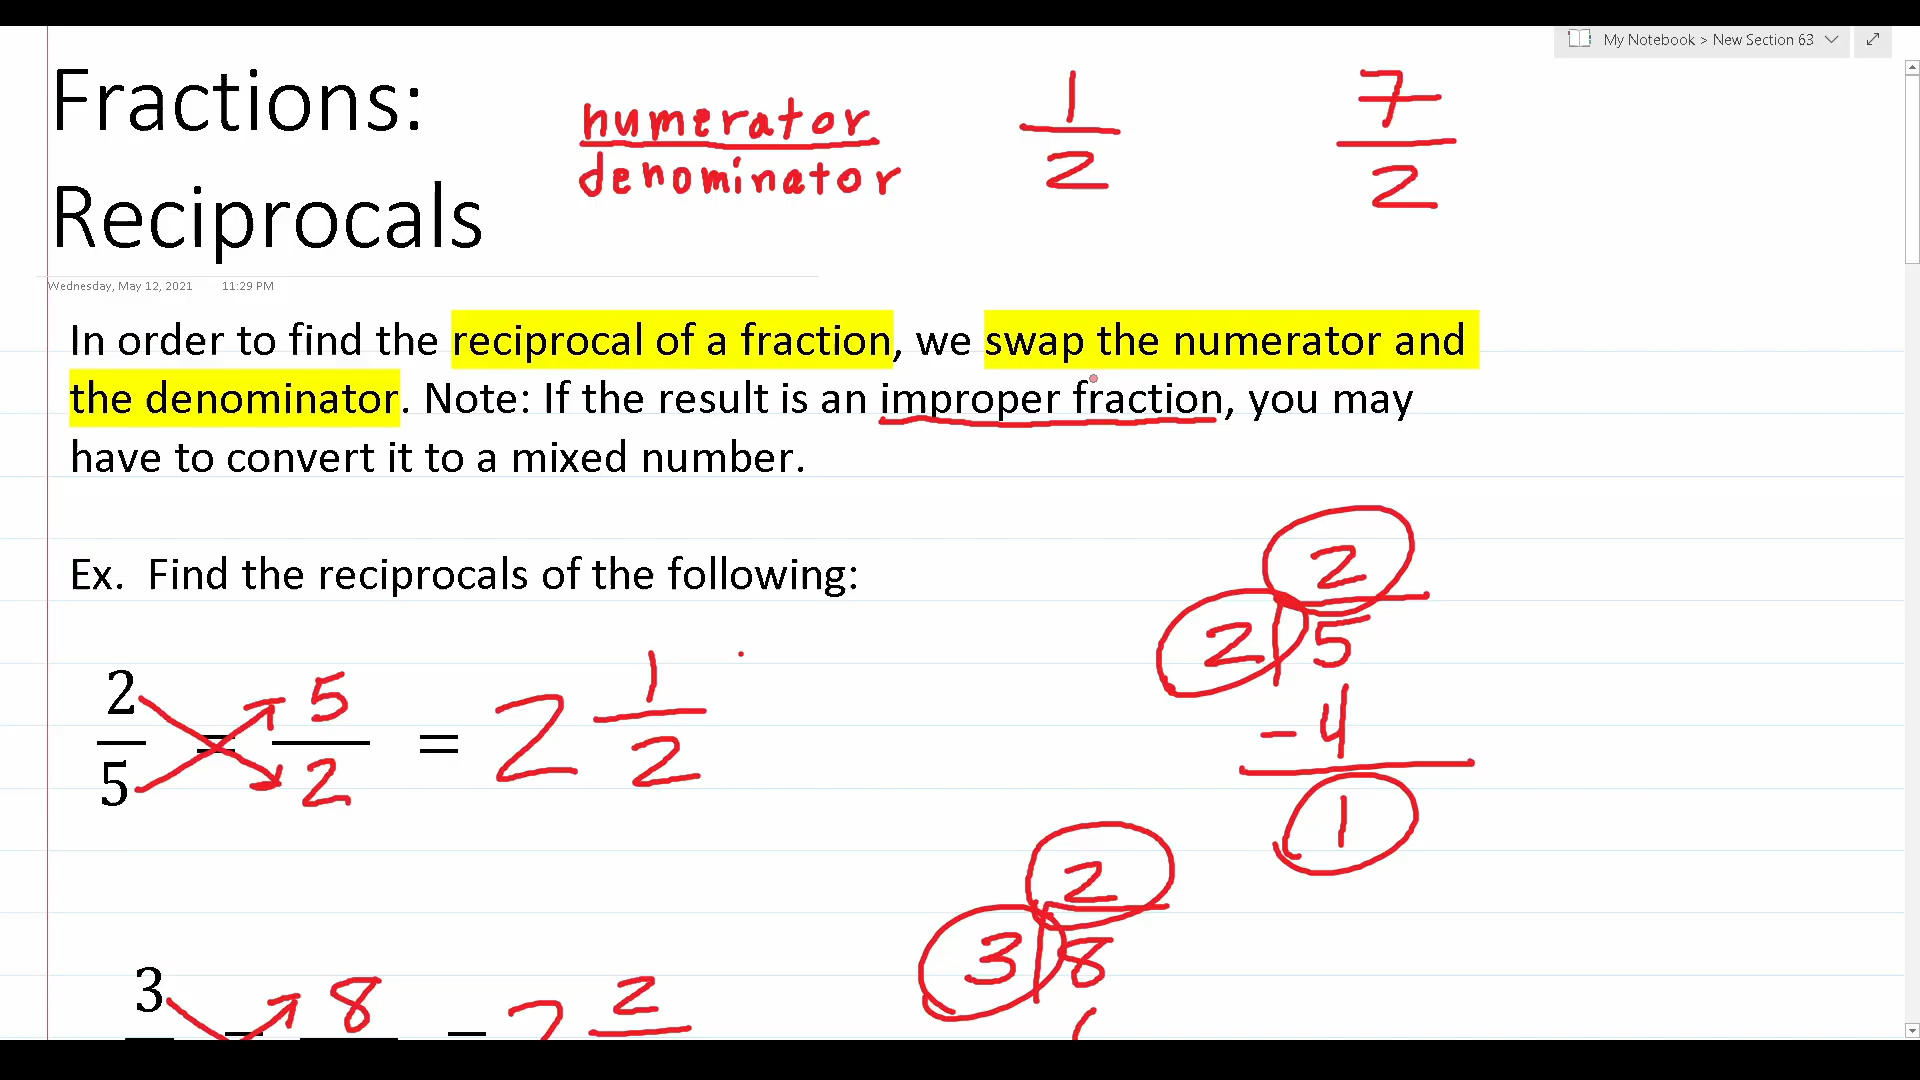 My Notebook > New Section 63
Fractions:
Reciprocals
numerator
denominator
1
2
7
2
Wednesday, May 12, 2021 11:29 PM
In order to find the reciprocal of a fraction, we swap the numerator and
the denominator. Note: If the result is an improper fraction, you may
have to convert it to a mixed number.
Ex. Find the reciprocals of the following:
2
5
=
5
2
=
2 1
2
2
2 5
- 4
1
3
=
8
=
2 2
2
3 8